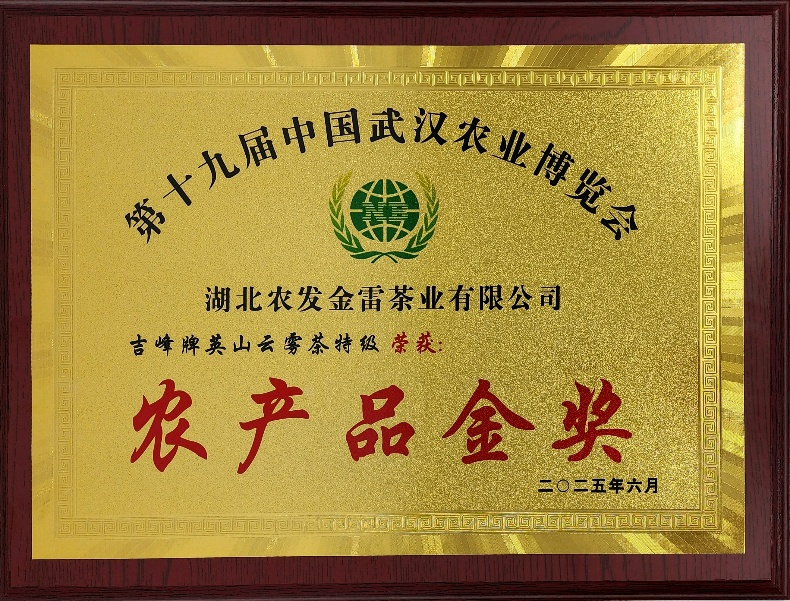 第十九届中国武汉农业博览会
湖北农发金雷茶业有限公司
吉峰牌英山云雾茶特级 荣获:
农产品金奖
二〇二五年六月